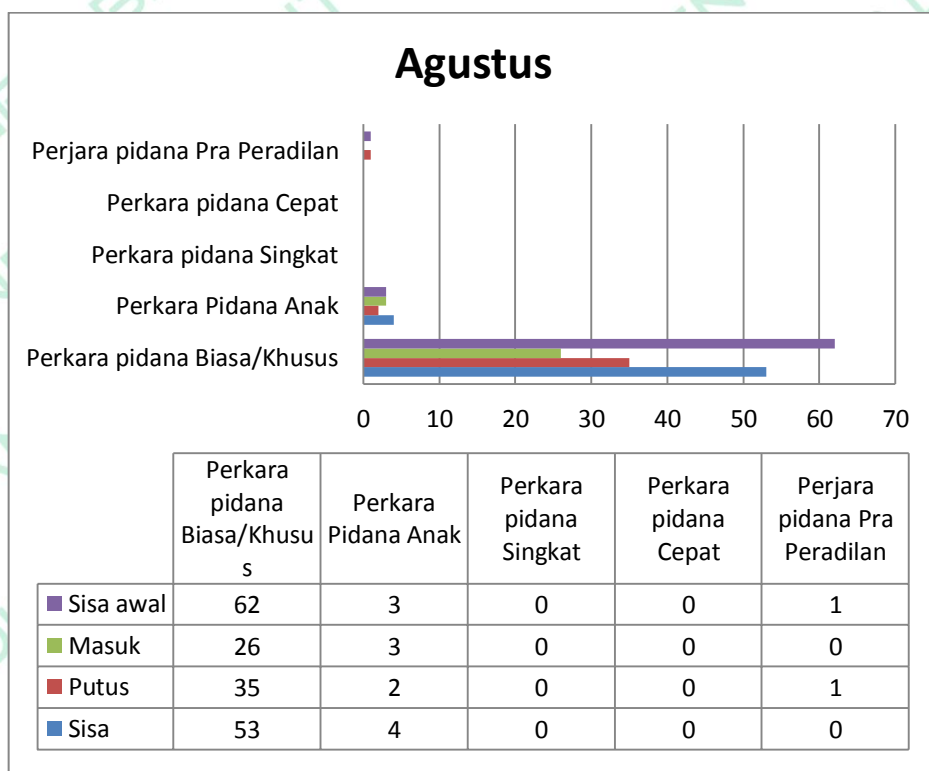 Agustus
Perjara pidana Pra Peradilan
Perkara pidana Cepat
Perkara pidana Singkat
Perkara Pidana Anak
Perkara pidana Biasa/Khusus
0 10 20 30 40 50 60 70
Perkara
pidana
Biasa/Khusu
s
Perkara
Pidana Anak
Perkara
pidana
Singkat
Perkara
pidana
Cepat
Perjara
pidana Pra
Peradilan
Sisa awal 62 3 0 0 1
Masuk 26 3 0 0 0
Putus 35 2 0 0 1
Sisa 53 4 0 0 0